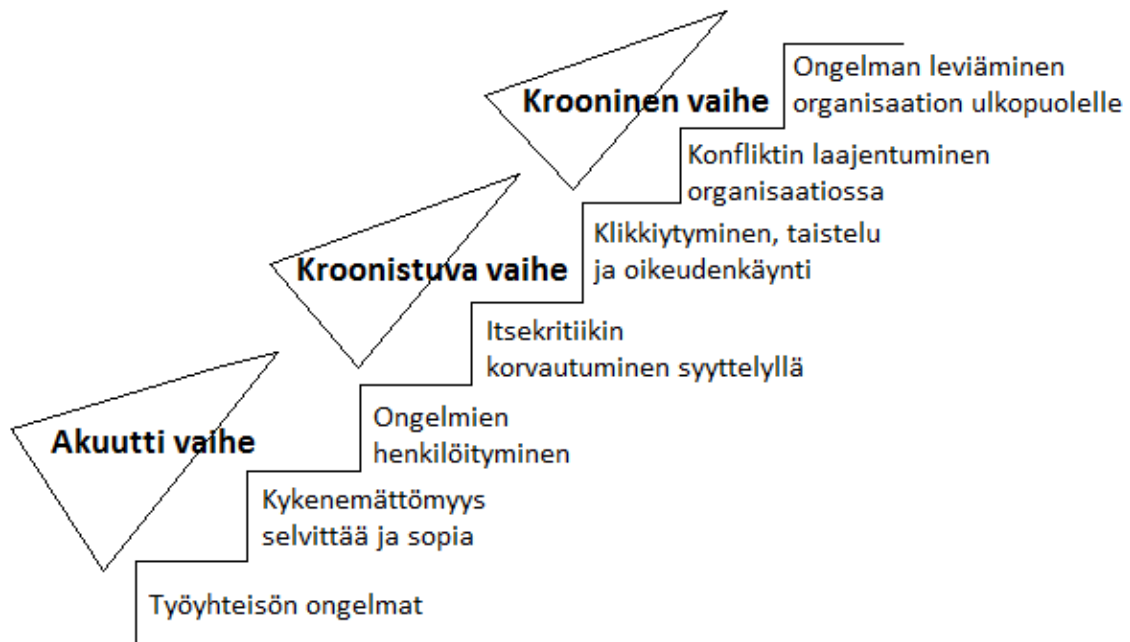 Ongelman leviäminen
organisaation ulkopuolelle
Krooninen vaihe
Konfliktin laajentuminen
organisaatiossa
Klikkiytyminen, taistelu
ja oikeudenkäynti
Kroonistuva vaihe
Itsekritiikin
korvautuminen syyttelyllä
Ongelmien
henkilöityminen
Akuutti vaihe
Kykenemättömyys
selvittää ja sopia
Työyhteisön ongelmat